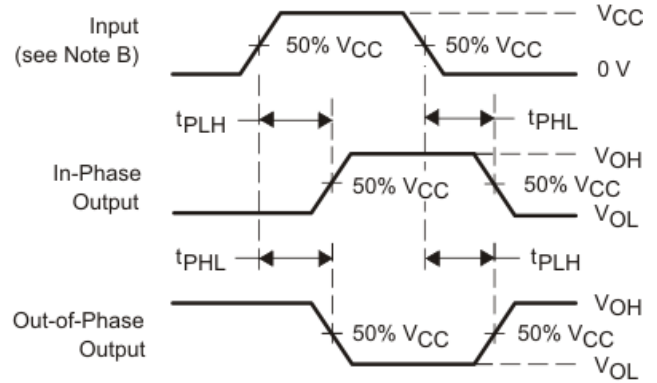 Input
(see Note B)
50% VCC
50% VCC
VCC
0 V
tPLH
tPHL
In-Phase
Output
50% VCC
50% VCC
VOH
VOL
tPHL
tPLH
Out-of-Phase
Output
50% VCC
50% VCC
VOH
VOL